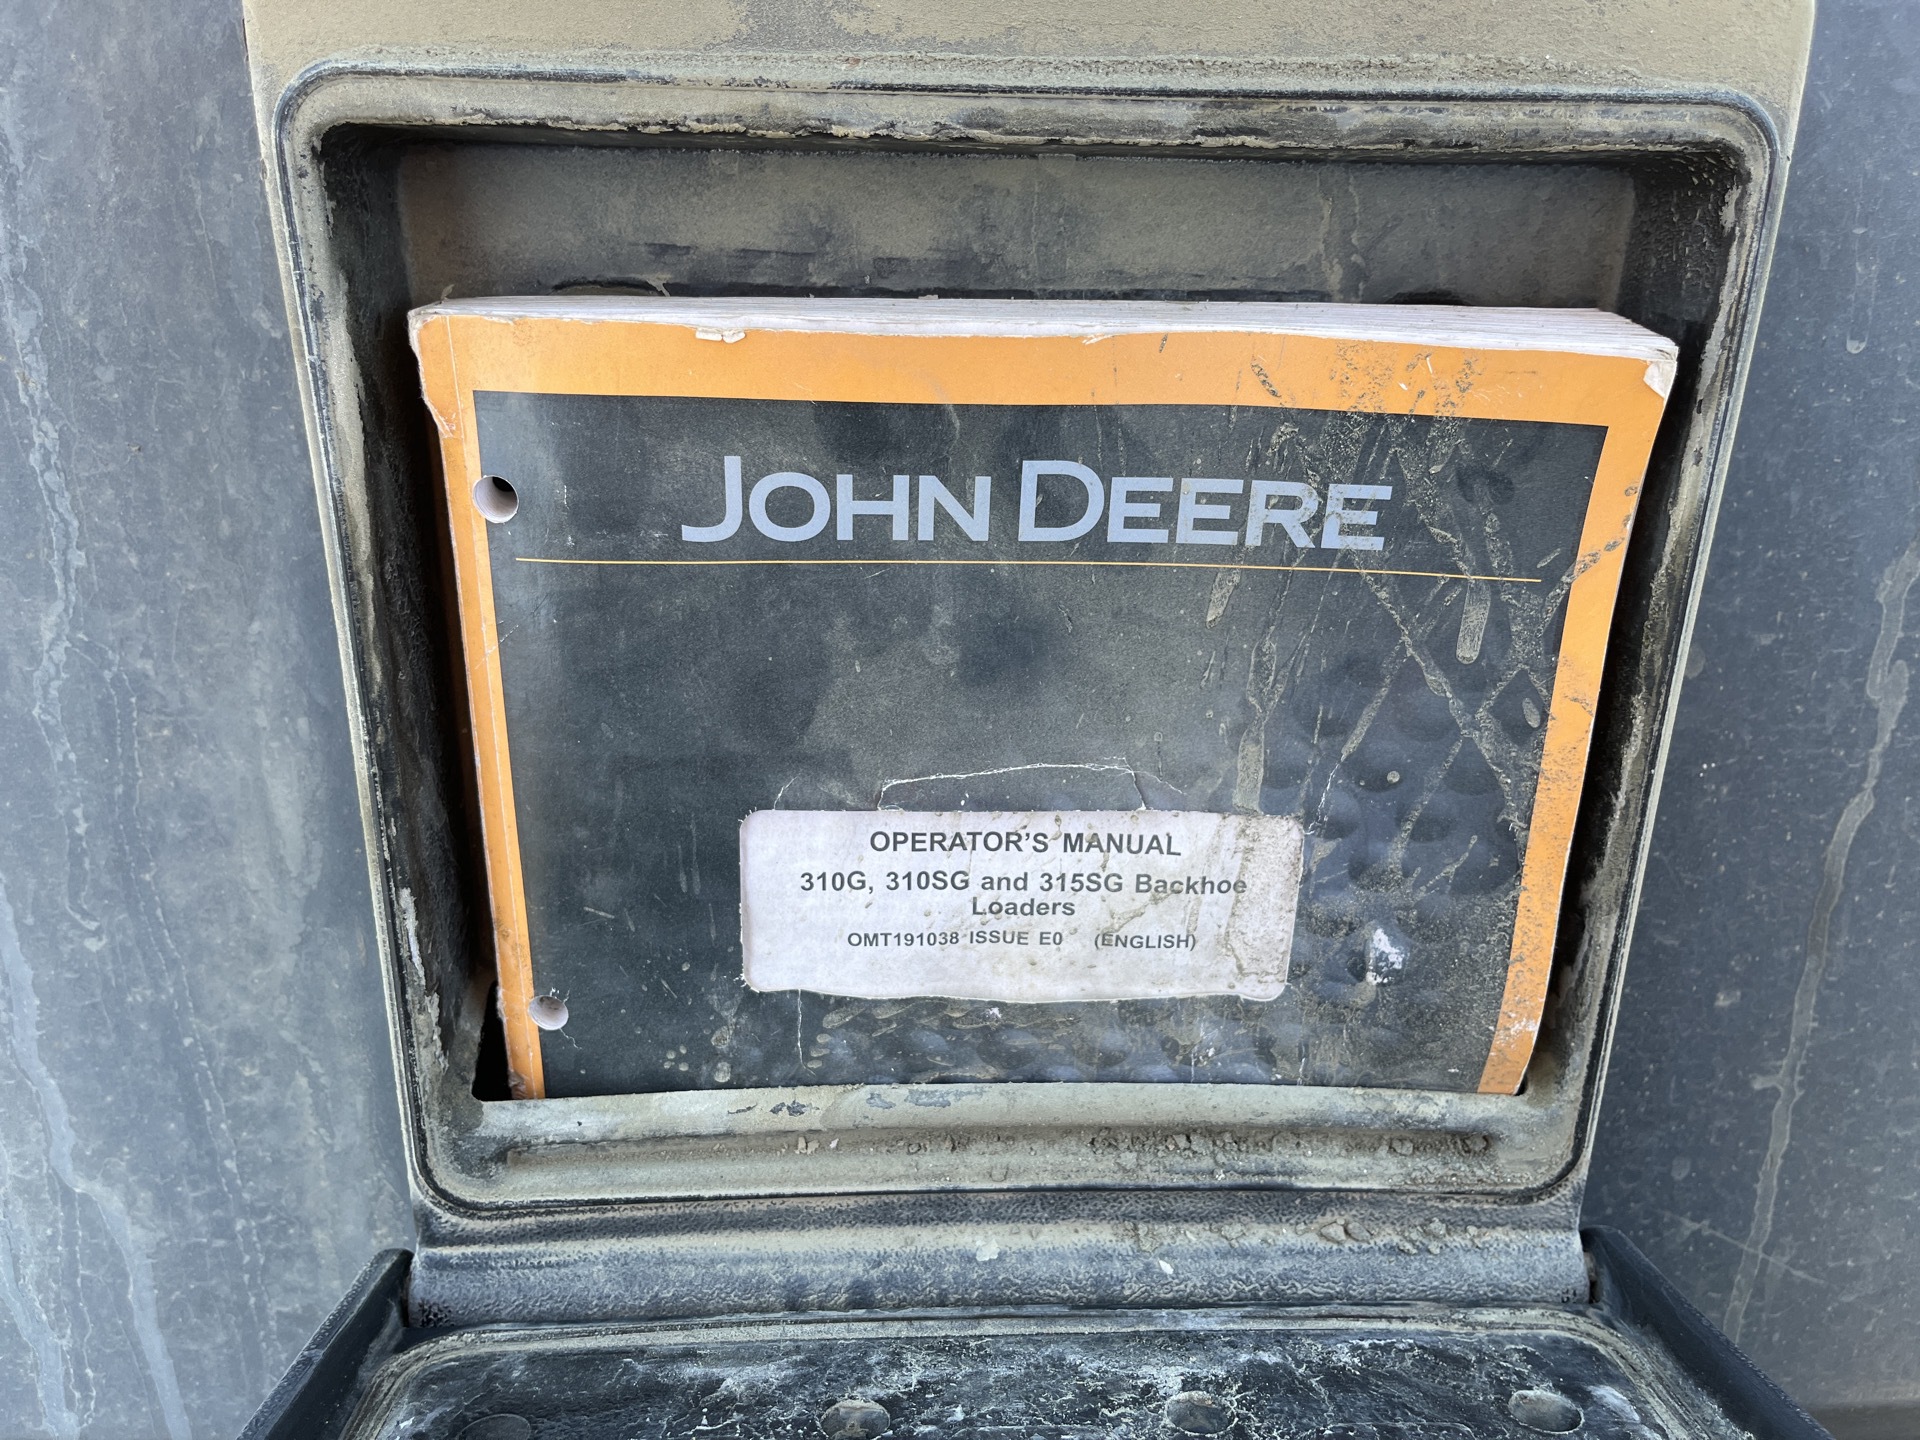 JOHN DEERE
OPERATOR'S MANUAL
310G, 310SG and 315SG Backhoe
Loaders
OMT191038 ISSUE E0 (ENGLISH)